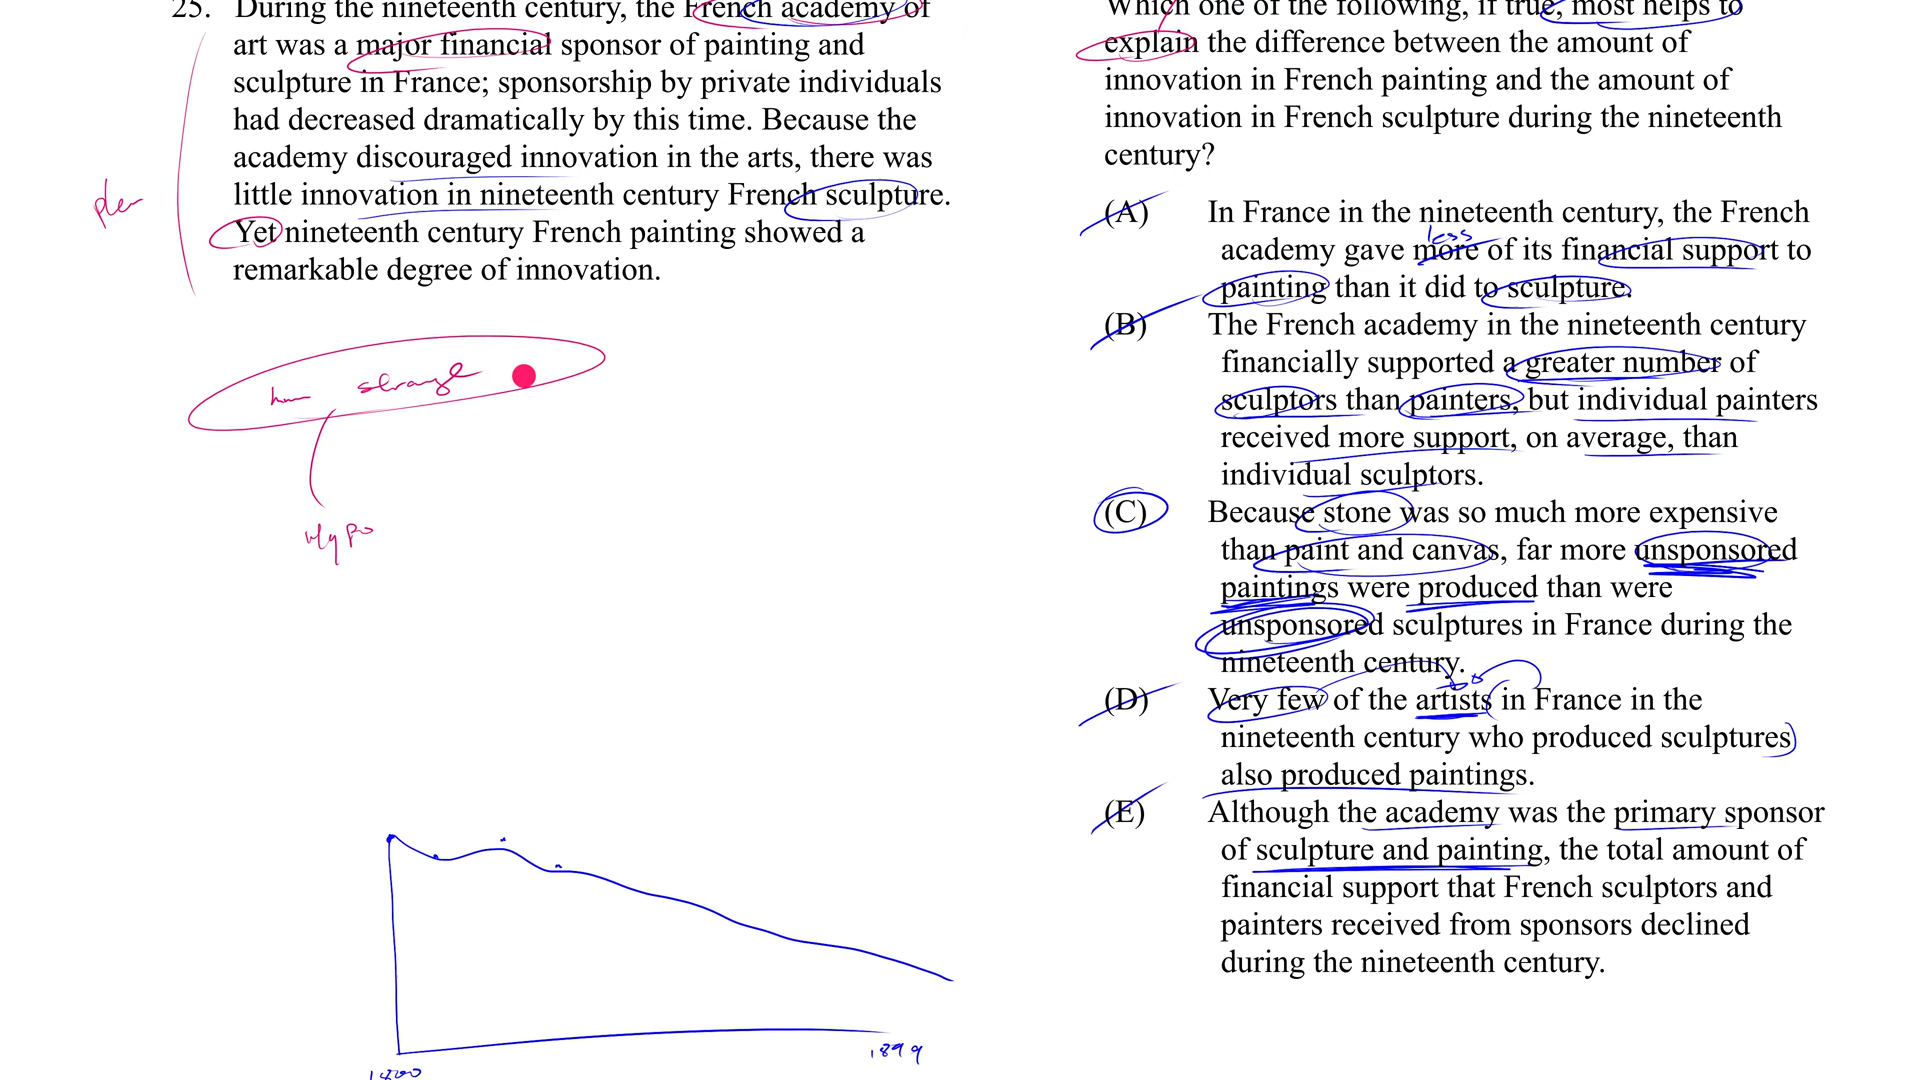 25. During the nineteenth century, the French academy of
art was a major financial sponsor of painting and
sculpture in France; sponsorship by private individuals
had decreased dramatically by this time. Because the
academy discouraged innovation in the arts, there was
little innovation in nineteenth century French sculpture.
Yet nineteenth century French painting showed a
remarkable degree of innovation.
strange
1800
1899
Which one of the following, if true, most helps to
explain the difference between the amount of
innovation in French painting and the amount of
innovation in French sculpture during the nineteenth
century?
(A) In France in the nineteenth century, the French
less
academy gave more of its financial support to
painting than it did to sculpture.
(B) The French academy in the nineteenth century
financially supported a greater number of
sculptors than painters, but individual painters
received more support, on average, than
individual sculptors.
(C) Because stone was so much more expensive
than paint and canvas, far more unsponsored
paintings were produced than were
unsponsored sculptures in France during the
nineteenth century.
(D) Very few of the artists in France in the
nineteenth century who produced sculptures
also produced paintings.
(E) Although the academy was the primary sponsor
of sculpture and painting, the total amount of
financial support that French sculptors and
painters received from sponsors declined
during the nineteenth century.